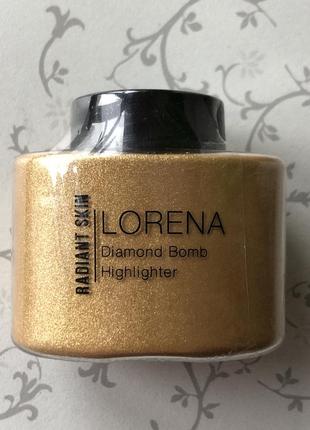 RADIANT SKIN
LORENA
Diamond Bomb
Highlighter